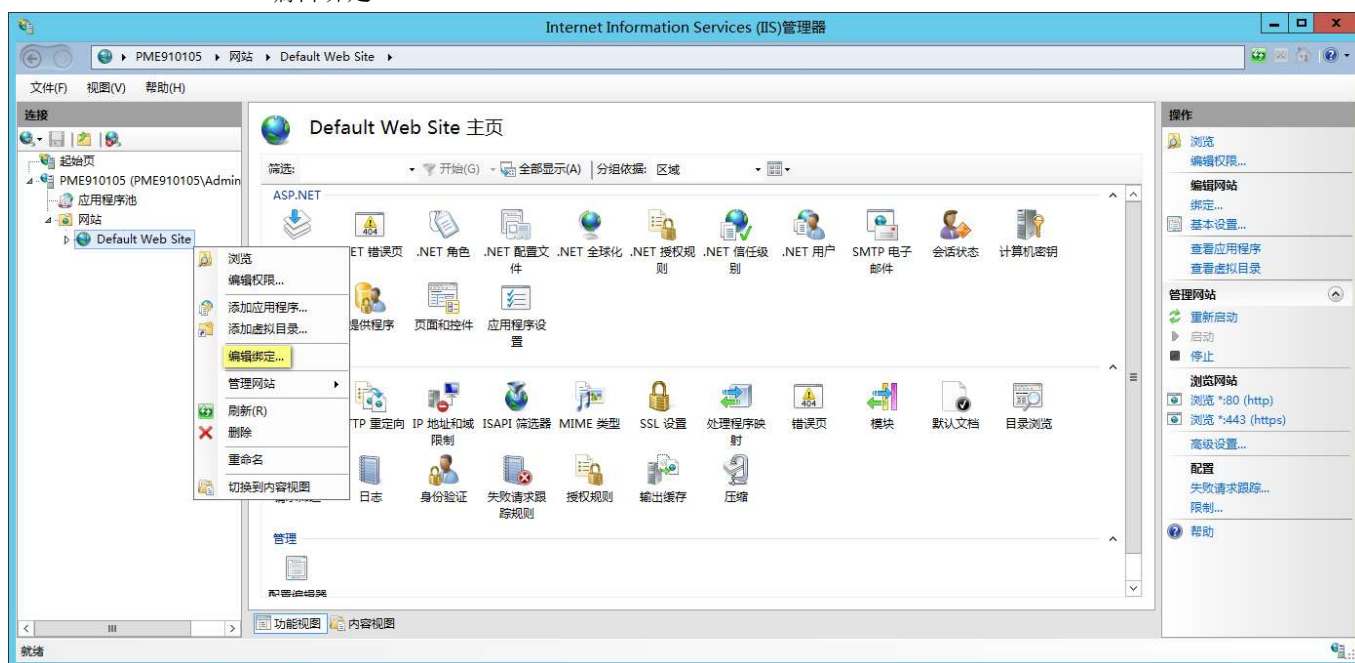 Internet Information Services (IIS)管理器
PME910105 网站 Default Web Site
文件(F) 视图(V) 帮助(H)
连接
起始页
PME910105 (PME910105\Admin
应用程序池
网站
Default Web Site
浏览
编辑权限...
添加应用程序...
添加虚拟目录...
编辑绑定...
管理网站
刷新(R)
删除
重命名
切换到内容视图
Default Web Site 主页
筛选: 开始(G) 全部显示(A) 分组依据: 区域
ASP.NET
ET 错误页 .NET 角色 .NET 配置文 .NET 全球化 .NET 授权规 .NET 信任级 .NET 用户 SMTP 电子 会话状态 计算机密钥
件 则 别 邮件
提供程序 页面和控件 应用程序设
置
TP 重定向 IP 地址和域 ISAPI 筛选器 MIME 类型 SSL 设置 处理程序映 错误页 模块 默认文档 目录浏览
限制 射
日志 身份验证 失败请求跟 授权规则 输出缓存 压缩
踪规则
管理
配置编辑器
功能视图 内容视图
操作
浏览
编辑权限...
编辑网站
绑定...
基本设置...
查看应用程序
查看虚拟目录
管理网站
重新启动
启动
停止
浏览网站
浏览 *:80 (http)
浏览 *:443 (https)
高级设置...
配置
失败请求跟踪...
限制...
帮助
就绪